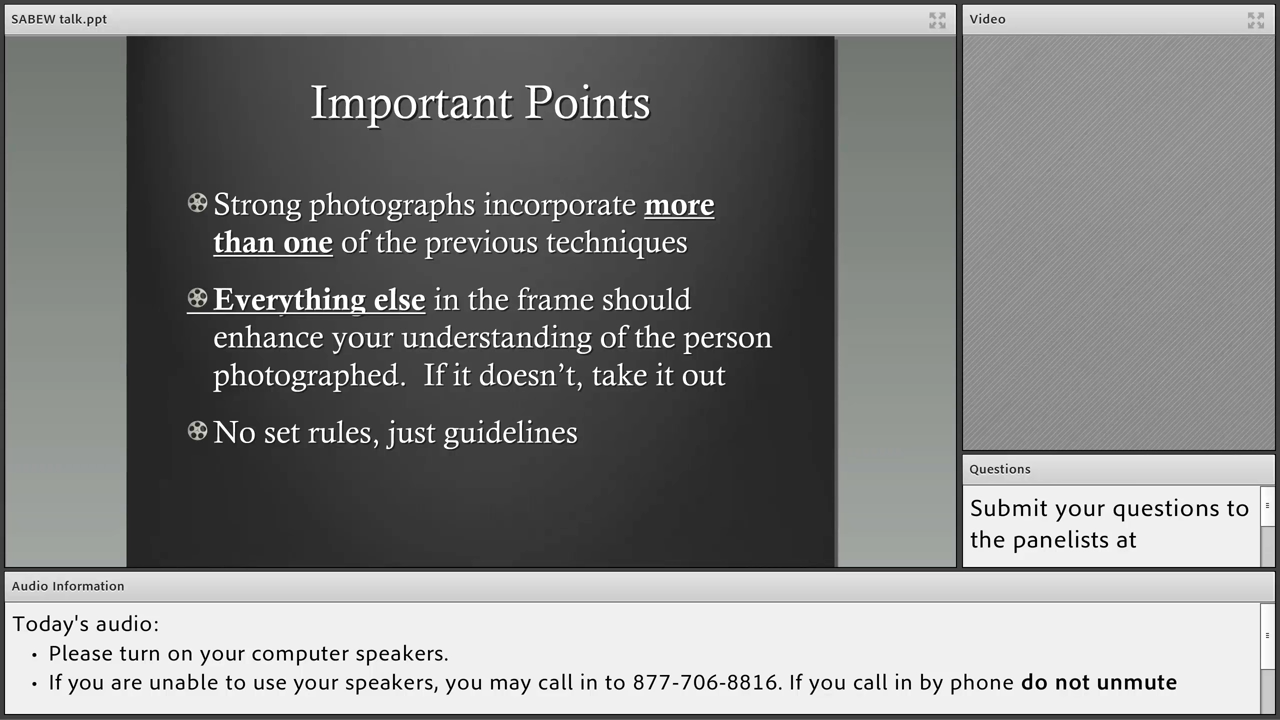 SABEW talk.ppt
Important Points
Strong photographs incorporate more
than one of the previous techniques
Everything else in the frame should
enhance your understanding of the person
photographed. If it doesn’t, take it out
No set rules, just guidelines
Video
Questions
Submit your questions to
the panelists at
Audio Information
Today's audio:
• Please turn on your computer speakers.
• If you are unable to use your speakers, you may call in to 877-706-8816. If you call in by phone do not unmute